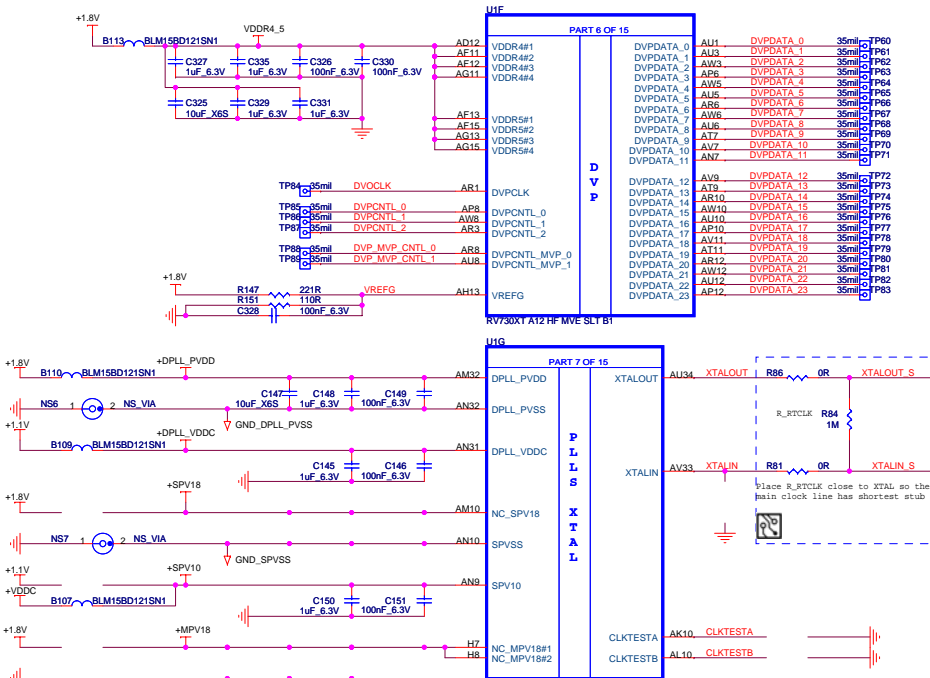 U1F
+1.8V
VDDR4_5
PART 6 OF 15
B113 BLM15BD121SN1
AD12 VDDR4#1
AF11 VDDR4#2
AF12 VDDR4#3
AG11 VDDR4#4
C327 1uF_6.3V
C335 1uF_6.3V
C326 100nF_6.3V
C330 100nF_6.3V
C325 10uF_X6S
C329 1uF_6.3V
C331 1uF_6.3V
AF13 VDDR5#1
AF15 VDDR5#2
AG13 VDDR5#3
AG15 VDDR5#4
DVPDATA_0 AU1 DVPDATA_0 35mil TP60
DVPDATA_1 AU3 DVPDATA_1 35mil TP61
DVPDATA_2 AW3 DVPDATA_2 35mil TP62
DVPDATA_3 AP6 DVPDATA_3 35mil TP63
DVPDATA_4 AW5 DVPDATA_4 35mil TP64
DVPDATA_5 AU5 DVPDATA_5 35mil TP65
DVPDATA_6 AR6 DVPDATA_6 35mil TP66
DVPDATA_7 AW6 DVPDATA_7 35mil TP67
DVPDATA_8 AU6 DVPDATA_8 35mil TP68
DVPDATA_9 AT7 DVPDATA_9 35mil TP69
DVPDATA_10 AV7 DVPDATA_10 35mil TP70
DVPDATA_11 AN7 DVPDATA_11 35mil TP71
DVP
DVPDATA_12 AV9 DVPDATA_12 35mil TP72
DVPDATA_13 AT9 DVPDATA_13 35mil TP73
DVPDATA_14 AR10 DVPDATA_14 35mil TP74
DVPDATA_15 AW10 DVPDATA_15 35mil TP75
DVPDATA_16 AU10 DVPDATA_16 35mil TP76
DVPDATA_17 AP10 DVPDATA_17 35mil TP77
DVPDATA_18 AV11 DVPDATA_18 35mil TP78
DVPDATA_19 AT11 DVPDATA_19 35mil TP79
DVPDATA_20 AR12 DVPDATA_20 35mil TP80
DVPDATA_21 AW12 DVPDATA_21 35mil TP81
DVPDATA_22 AU12 DVPDATA_22 35mil TP82
DVPDATA_23 AP12 DVPDATA_23 35mil TP83
TP84 35mil DVOCLK AR1 DVPCLK
TP85 35mil DVPCNTL_0 AP8 DVPCNTL_0
TP86 35mil DVPCNTL_1 AW8 DVPCNTL_1
TP87 35mil DVPCNTL_2 AR3 DVPCNTL_2
TP88 35mil DVP_MVP_CNTL_0 AR8 DVPCNTL_MVP_0
TP89 35mil DVP_MVP_CNTL_1 AU8 DVPCNTL_MVP_1
+1.8V
R147 221R VREFG AH13 VREFG
R151 110R
C328 100nF_6.3V
RV730XT A12 HF MVE SLT B1
U1G
PART 7 OF 15
+1.8V
+DPLL_PVDD
B110 BLM15BD121SN1
AM32 DPLL_PVDD
C147 10uF_X6S
C148 1uF_6.3V
C149 100nF_6.3V
NS6 1 2 NS_VIA
AN32 DPLL_PVSS
GND_DPLL_PVSS
+1.1V
+DPLL_VDDC
B109 BLM15BD121SN1
AN31 DPLL_VDDC
C145 1uF_6.3V
C146 100nF_6.3V
+1.8V
+SPV18
AM10 NC_SPV18
NS7 1 2 NS_VIA
AN10 SPVSS
GND_SPVSS
+1.1V
+SPV10
+VDDC
B107 BLM15BD121SN1
AN9 SPV10
C150 1uF_6.3V
C151 100nF_6.3V
+1.8V
+MPV18
H7 NC_MPV18#1
H8 NC_MPV18#2
PLLS XTAL
XTALOUT AU34 XTALOUT R86 0R XTALOUT_S
R_RTCLK R84
1M
XTALIN AV33 XTALIN R81 0R XTALIN_S
Place R_RTCLK close to XTAL so the
main clock line has shortest stub
CLKTESTA AK10 CLKTESTA
CLKTESTB AL10 CLKTESTB